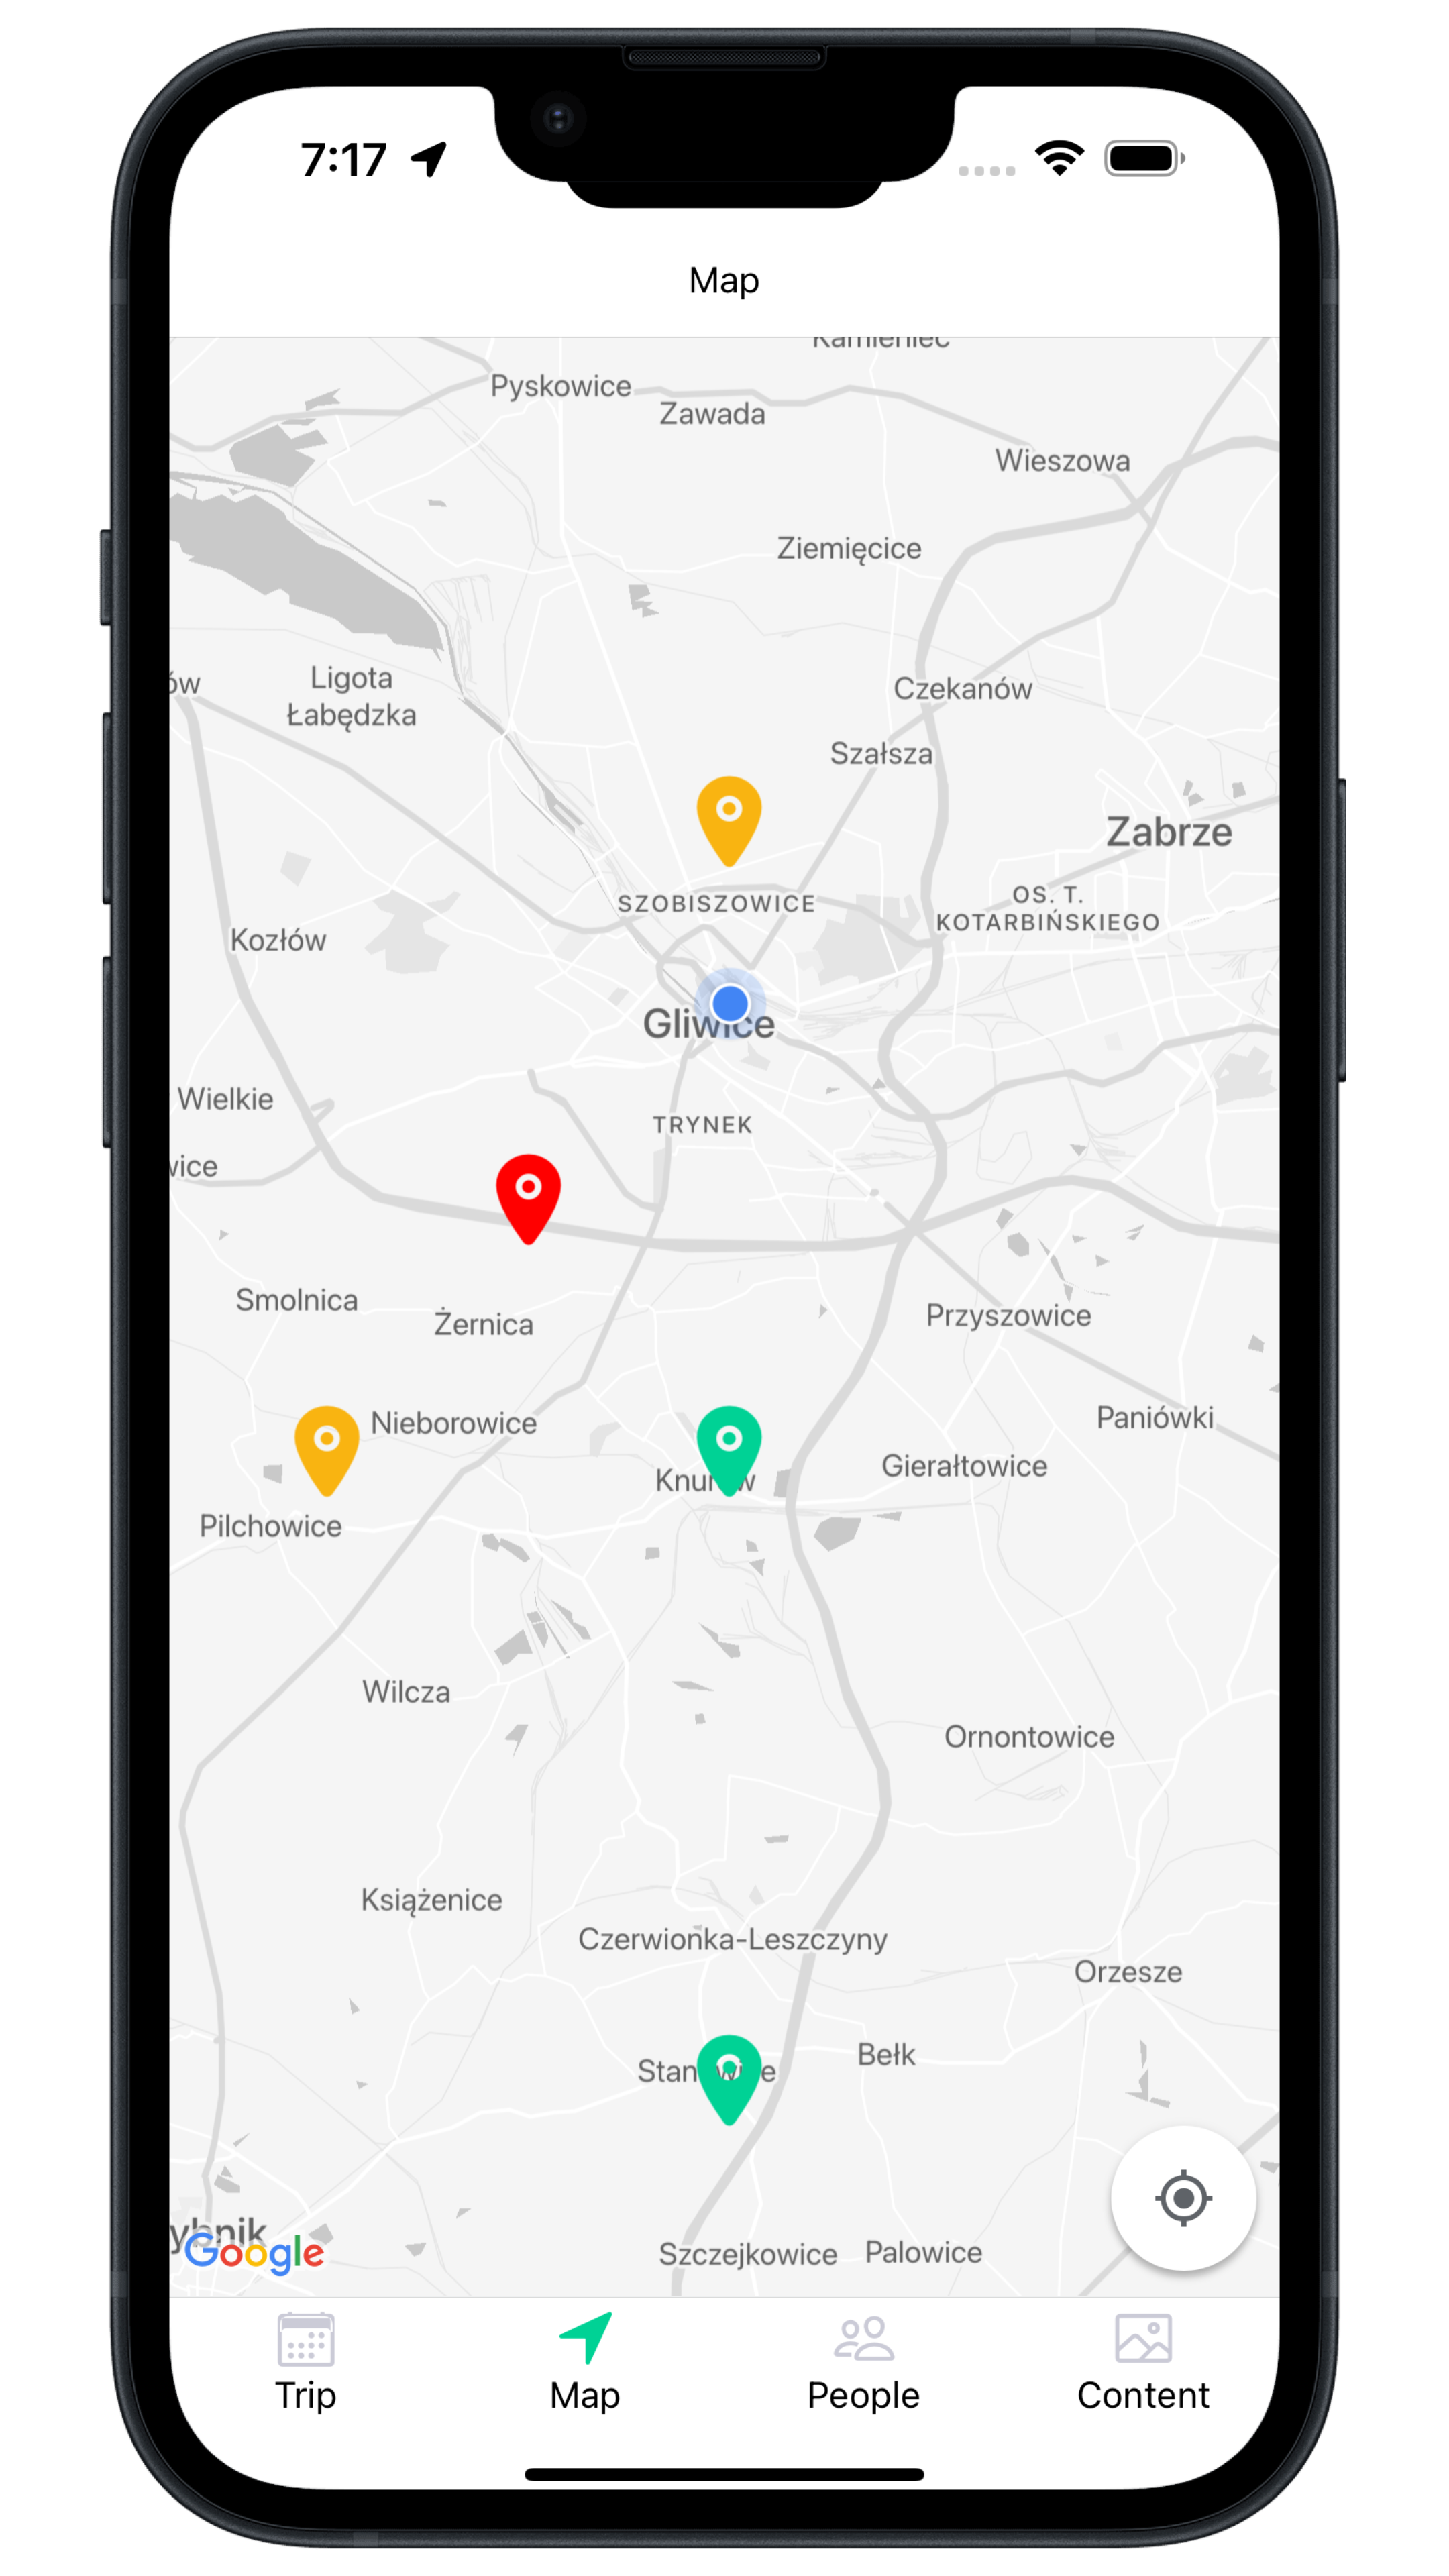 7:17
Map
Kamieniec
Pyskowice
Zawada
Wieszowa
Ziemięcice
ów
Ligota
Łabędzka
Czekanów
Szałsza
Zabrze
SZOBISZOWICE
OS. T.
KOTARBIŃSKIEGO
Kozłów
Gliwice
Wielkie
TRYNEK
wice
Smolnica
Żernica
Przyszowice
Nieborowice
Paniówki
Knurów
Gierałtowice
Pilchowice
Wilcza
Ornontowice
Książenice
Czerwionka-Leszczyny
Orzesze
Bełk
Stanowice
ybnik
Google
Szczejkowice
Palowice
Trip
Map
People
Content